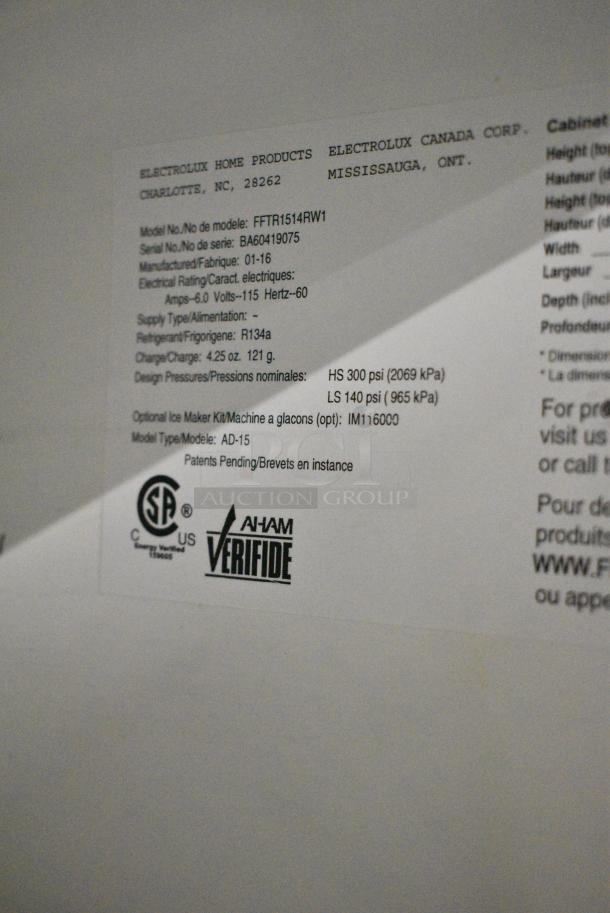 ELECTROLUX HOME PRODUCTS ELECTROLUX CANADA CORP.
CHARLOTTE, NC, 28262 MISSISSAUGA, ONT.
Model No./No de modele: FFTR1514RW1
Serial No./No de serie: BA60419075
Manufactured/Fabrique: 01-16
Electrical Rating/Caract. electriques:
Amps--6.0 Volts--115 Hertz--60
Supply Type/Alimentation: -
Refrigerant/Frigorigene: R134a
Charge/Charge: 4.25 oz. 121 g.
Design Pressures/Pressions nominales: HS 300 psi (2069 kPa)
LS 140 psi ( 965 kPa)
Optional Ice Maker Kit/Machine a glacons (opt): IM116000
Model Type/Modele: AD-15
Patents Pending/Brevets en instance
SA ®
C US
Energy Verified
AHAM
VERIFIDE
PCI
AUCTION GROUP
Cabinet
Height
Hauteur
Height
Hauteur
Width
Largeur
Depth
Profondeur
* Dimension
* La
For
visit us
or call
Pour
produits
WWW.F
ou